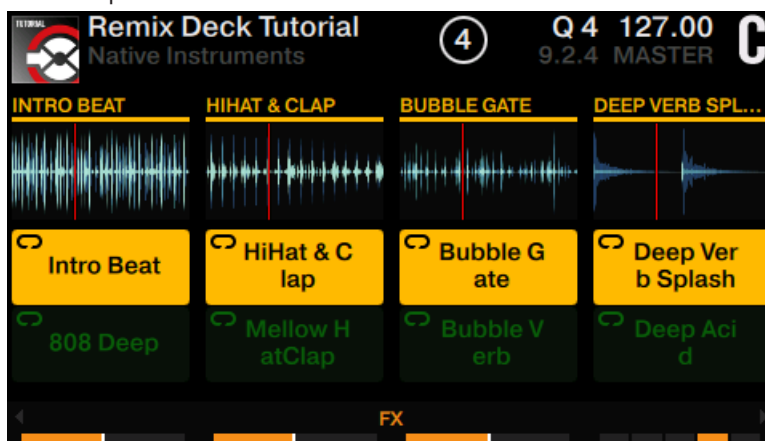 TUTORIAL
Remix Deck Tutorial
Native Instruments
4
Q 4 127.00
9.2.4 MASTER
C
INTRO BEAT
HIHAT & CLAP
BUBBLE GATE
DEEP VERB SPL...
Intro Beat
HiHat & C
lap
Bubble G
ate
Deep Ver
b Splash
808 Deep
Mellow H
atClap
Bubble V
erb
Deep Aci
d
FX